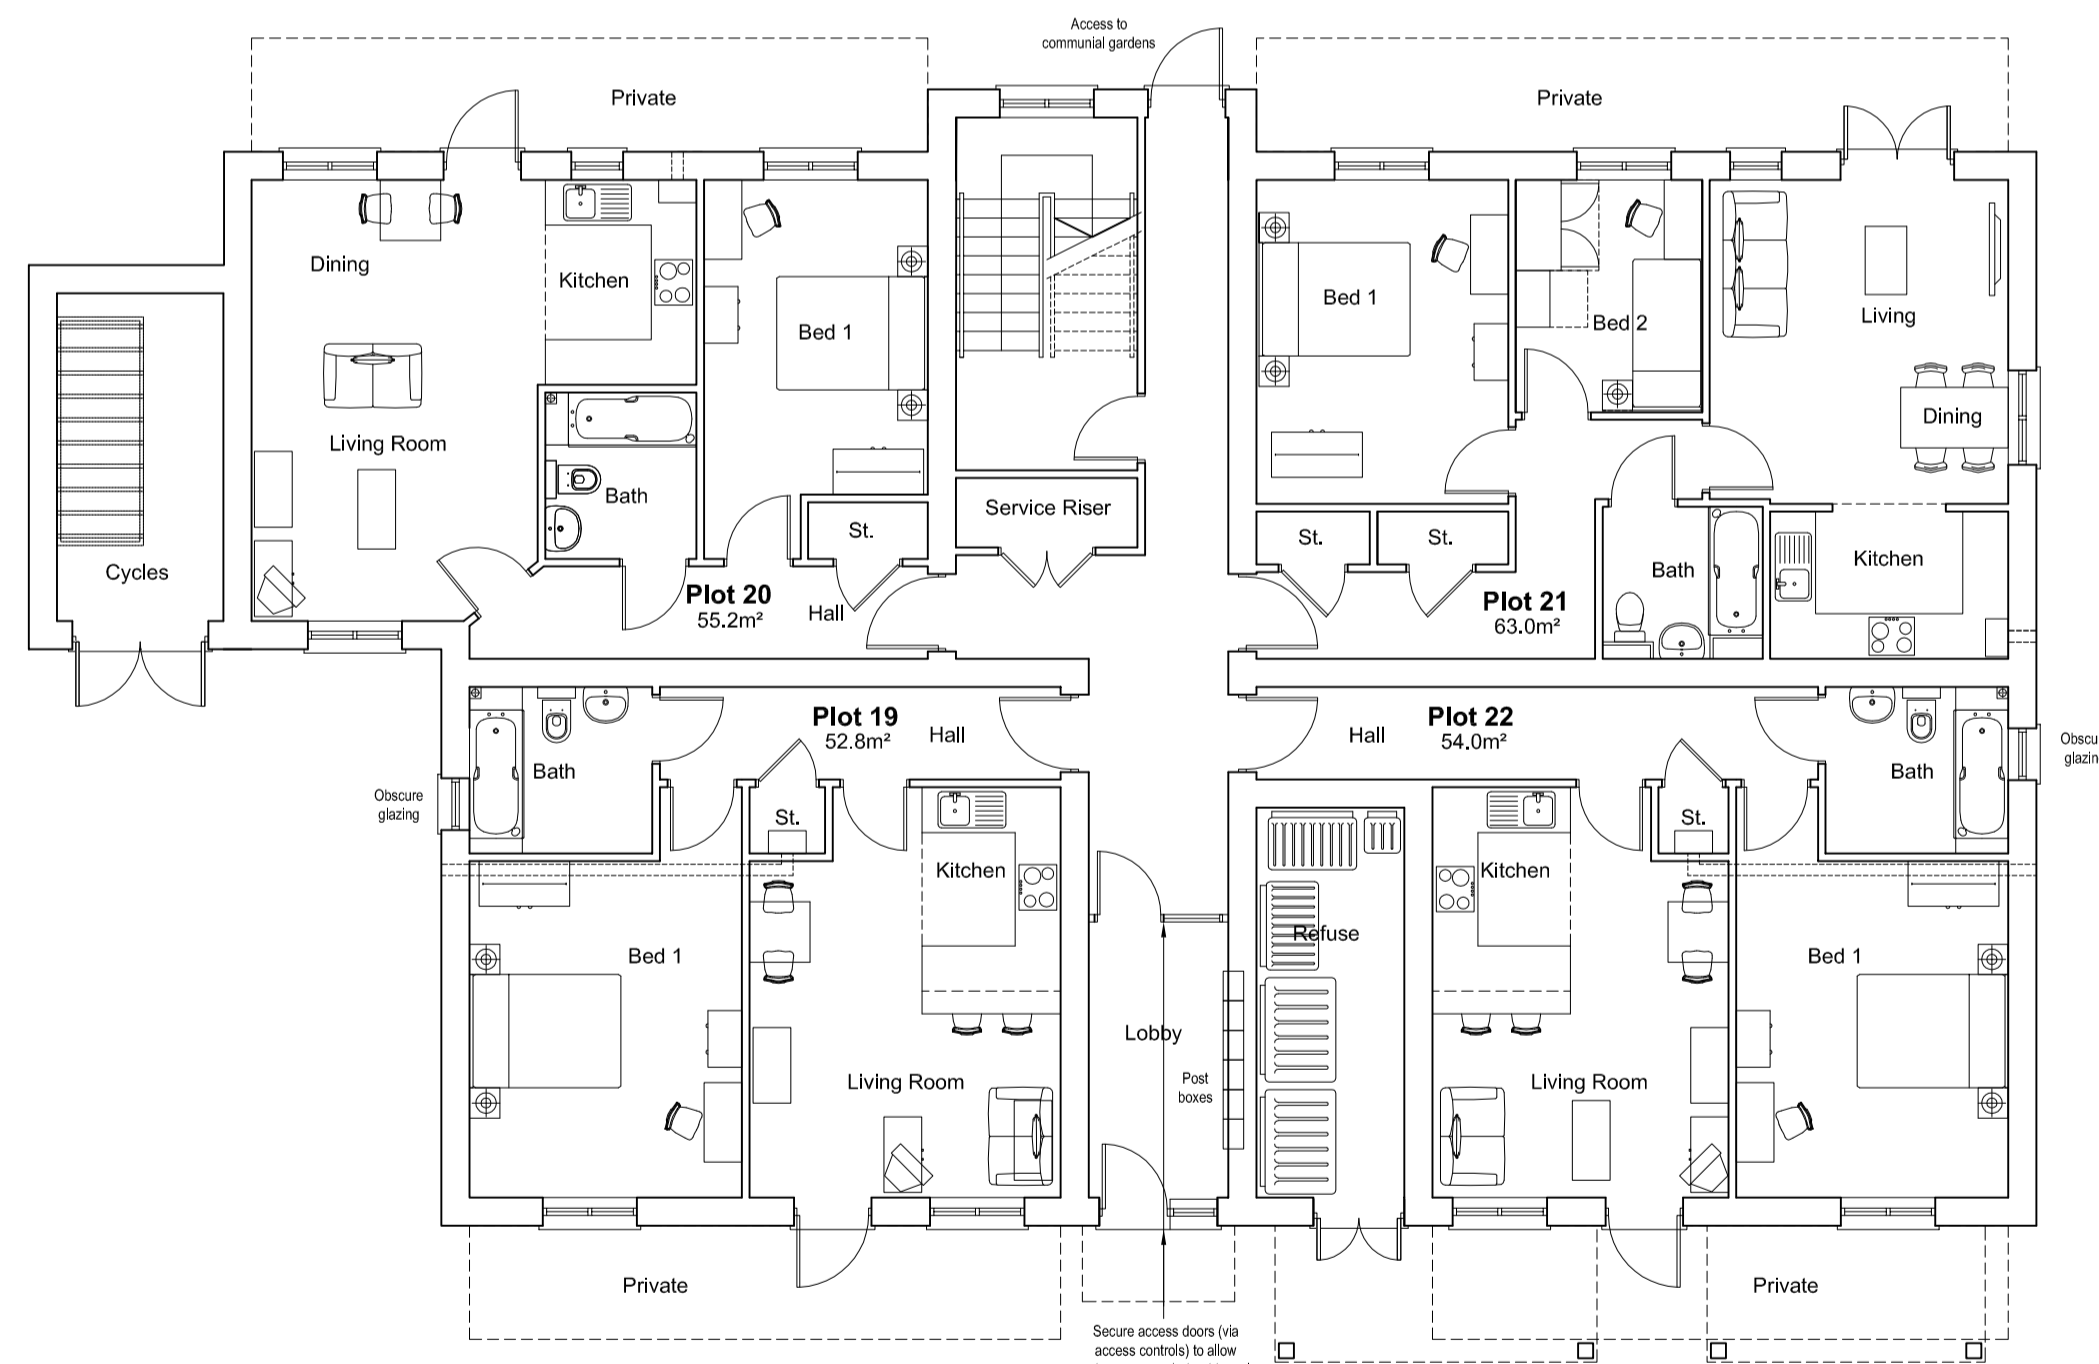 Access to
communial gardens
Private
Private
Dining
Kitchen
Bed 1
Living Room
Bath
St.
Cycles
Plot 20
55.2m²
Hall
Service Riser
Bed 1
Bed 2
Living
Dining
St.
St.
Bath
Kitchen
Plot 21
63.0m²
Plot 19
52.8m²
Hall
Bath
Obscure
glazing
St.
Kitchen
Bed 1
Living Room
Lobby
Post
boxes
Refuse
Hall
Plot 22
54.0m²
Bath
Obscu
glazin
St.
Kitchen
Bed 1
Living Room
Private
Private
Secure access doors (via
access controls) to allow